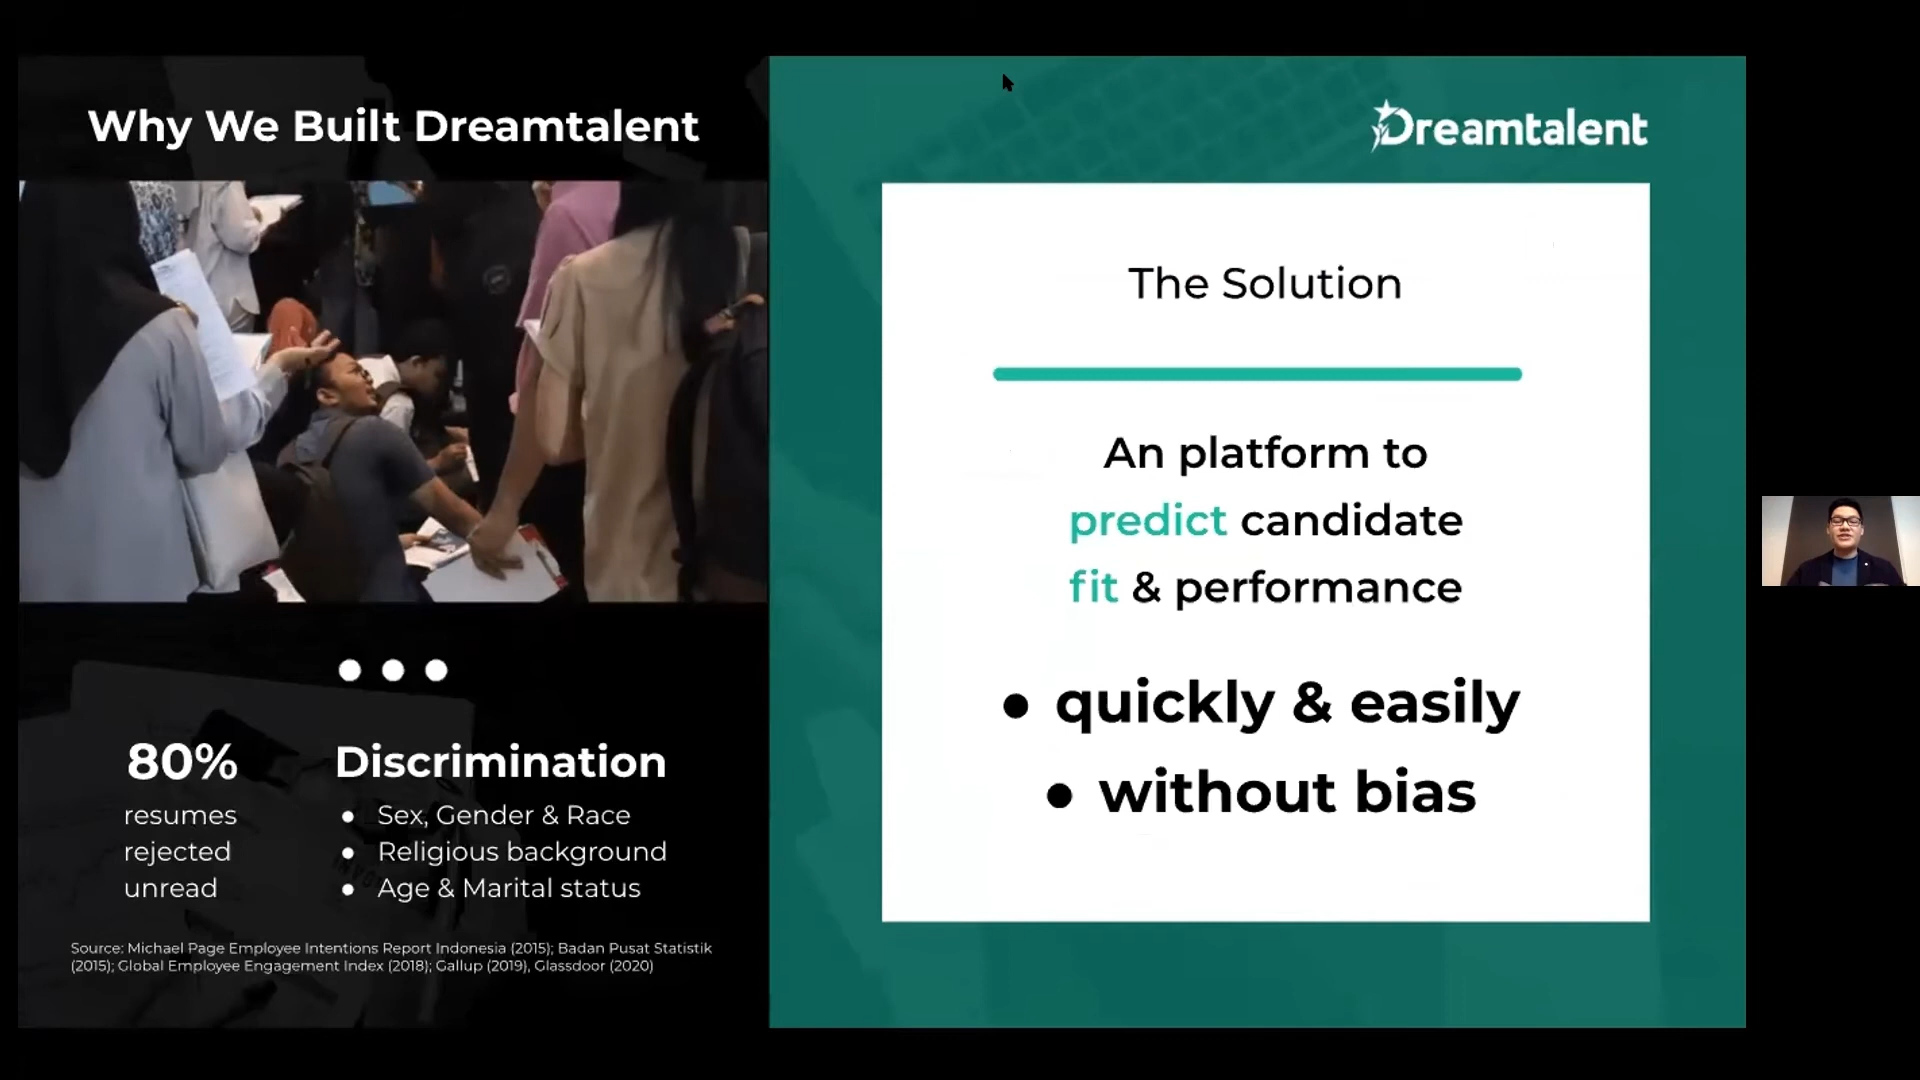 Why We Built Dreamtalent
80%
resumes
rejected
unread
Discrimination
● Sex, Gender & Race
● Religious background
● Age & Marital status
Source: Michael Page Employee Intentions Report Indonesia (2015); Badan Pusat Statistik
(2015); Global Employee Engagement Index (2018); Gallup (2019), Glassdoor (2020)
Dreamtalent
The Solution
An platform to
predict candidate
fit & performance
● quickly & easily
● without bias